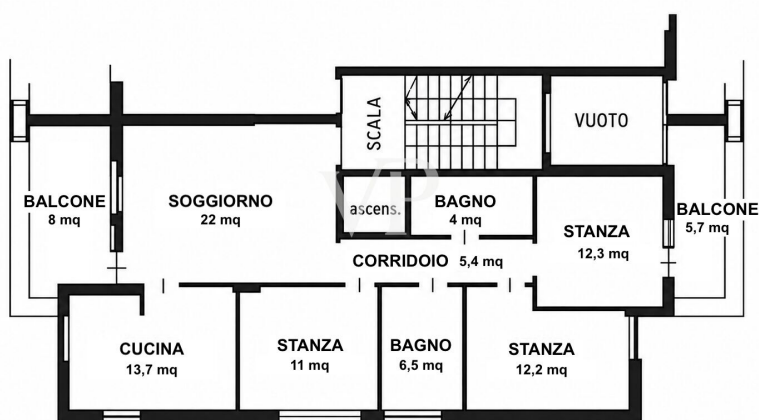 SCALA
VUOTO
BALCONE
8 mq
SOGGIORNO
22 mq
VP
ascens.
BAGNO
4 mq
STANZA
12.3 mq
BALCONE
5,7 mq
CORRIDOIO 5,4 mq
CUCINA
13,7 mq
STANZA
11 mq
BAGNO
6,5 mq
STANZA
12,2 mq